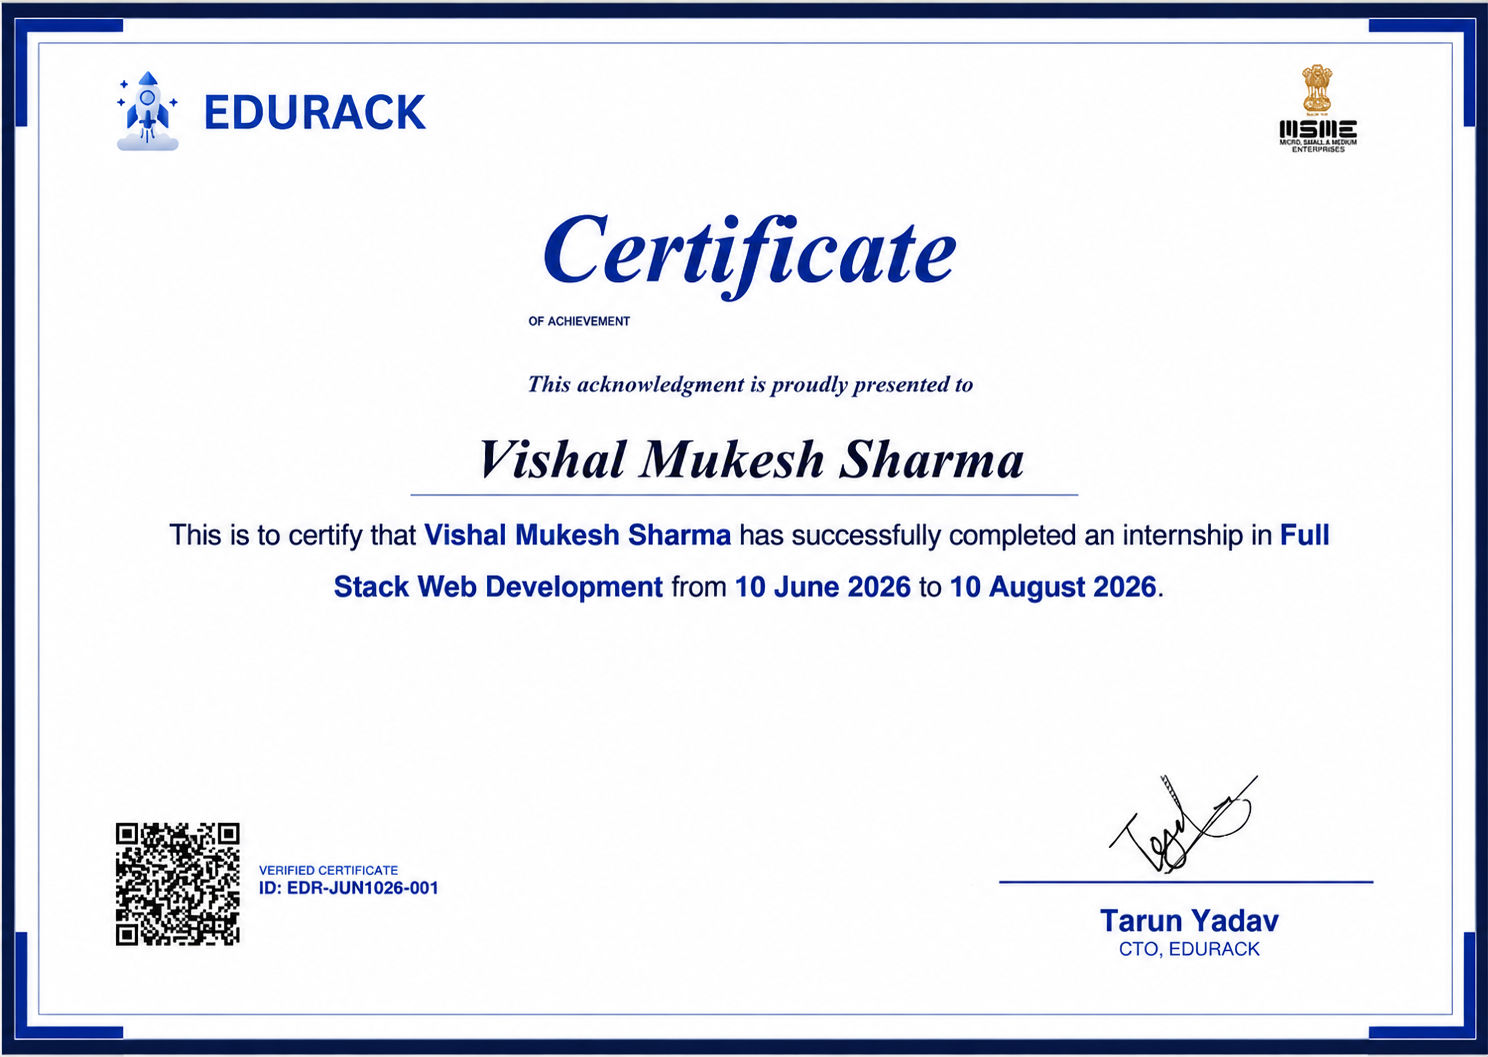 EDURACK
MSME
MICRO, SMALL & MEDIUM
ENTERPRISES
Certificate
OF ACHIEVEMENT
This acknowledgment is proudly presented to
Vishal Mukesh Sharma
This is to certify that Vishal Mukesh Sharma has successfully completed an internship in Full
Stack Web Development from 10 June 2026 to 10 August 2026.
VERIFIED CERTIFICATE
ID: EDR-JUN1026-001
Tarun Yadav
CTO, EDURACK